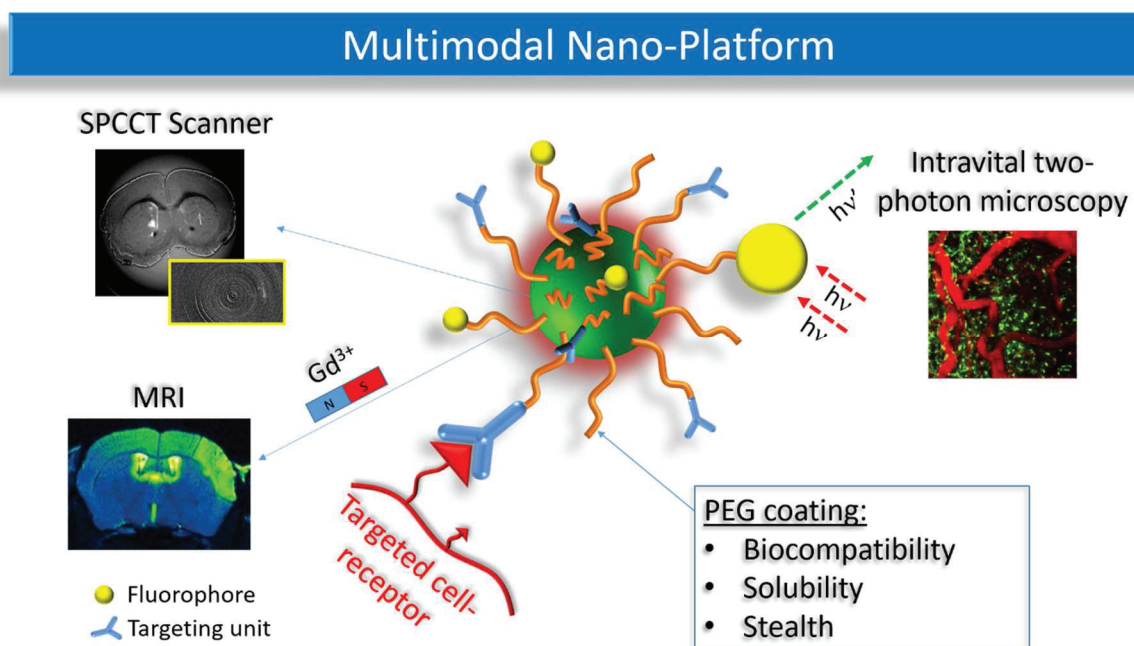 Multimodal Nano-Platform
SPCCT Scanner
Intravital two-
photon microscopy
hν'
hν
hν
Gd³⁺
N
S
MRI
Targeted cell-
receptor
PEG coating:
• Biocompatibility
• Solubility
• Stealth
Fluorophore
Targeting unit